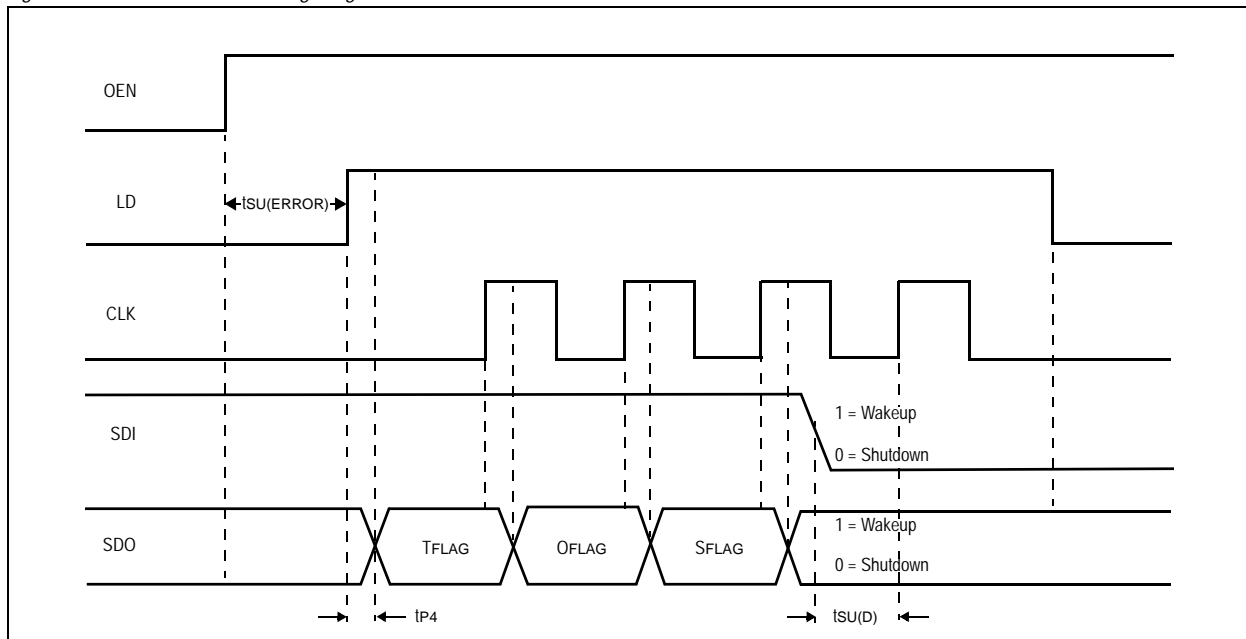 OEN
LD
tSU(ERROR)
CLK
SDI
1 = Wakeup
0 = Shutdown
SDO
TFLAG
OFLAG
SFLAG
1 = Wakeup
0 = Shutdown
tP4
tSU(D)